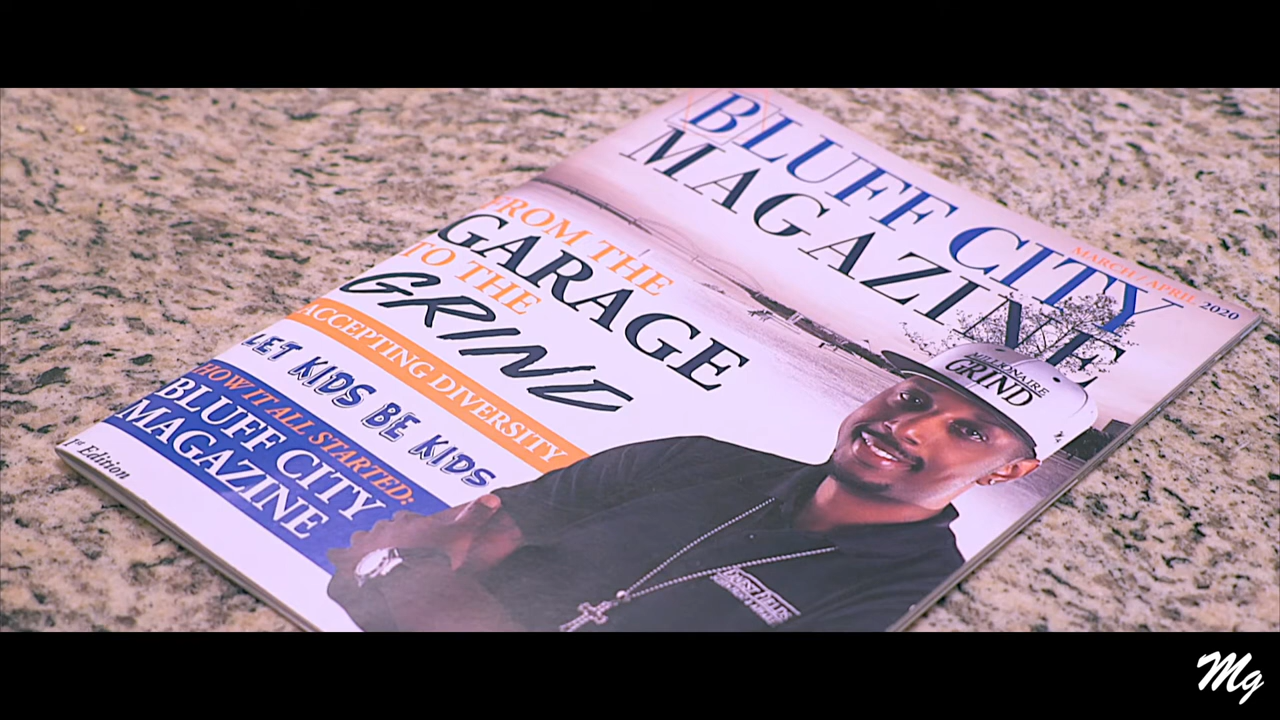 BLUFF CITY
MAGAZINE
MARCH / APRIL 2020
FROM THE
GARAGE
TO THE
GRIND
ACCEPTING DIVERSITY
LET KIDS BE KIDS
HOW IT ALL STARTED:
BLUFF CITY
MAGAZINE
1st Edition
MILLIONAIRE
GRIND
Mg